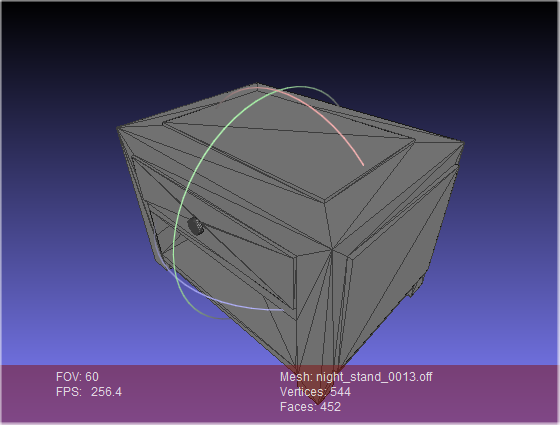 FOV: 60
FPS: 256.4
Mesh: night_stand_0013.off
Vertices: 544
Faces: 452